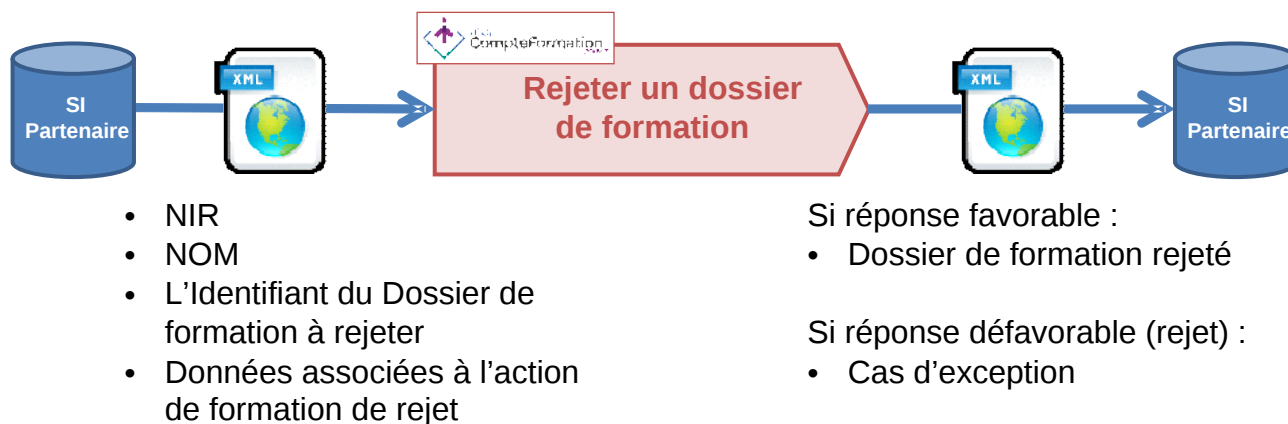 CompteFormation
SI
Partenaire
XML
Rejeter un dossier
de formation
XML
SI
Partenaire
• NIR
• NOM
• L’Identifiant du Dossier de
formation à rejeter
• Données associées à l’action
de formation de rejet
Si réponse favorable :
• Dossier de formation rejeté
Si réponse défavorable (rejet) :
• Cas d’exception